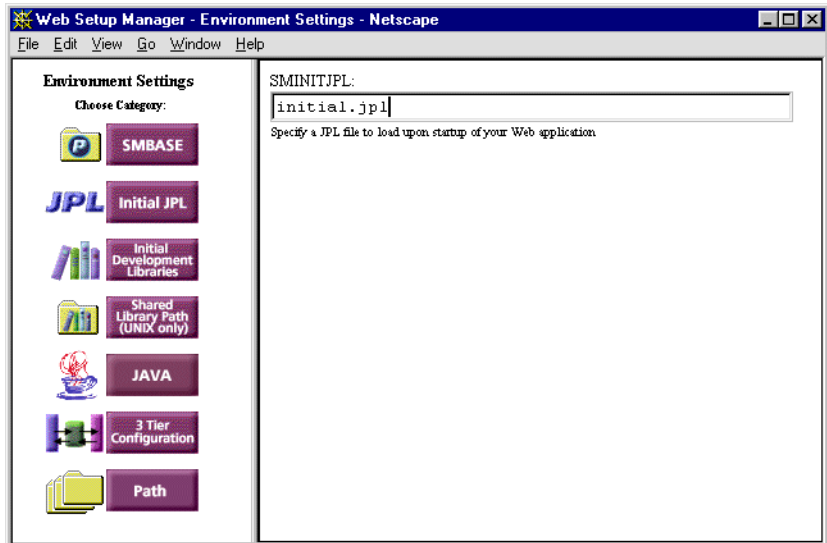 Web Setup Manager - Environment Settings - Netscape
File Edit View Go Window Help
Environment Settings
Choose Category:
P
SMBASE
JPL
Initial JPL
Initial
Development
Libraries
Shared
Library Path
(UNIX only)
JAVA
3 Tier
Configuration
Path
SMINITJPL:
initial.jpl
Specify a JPL file to load upon startup of your Web application